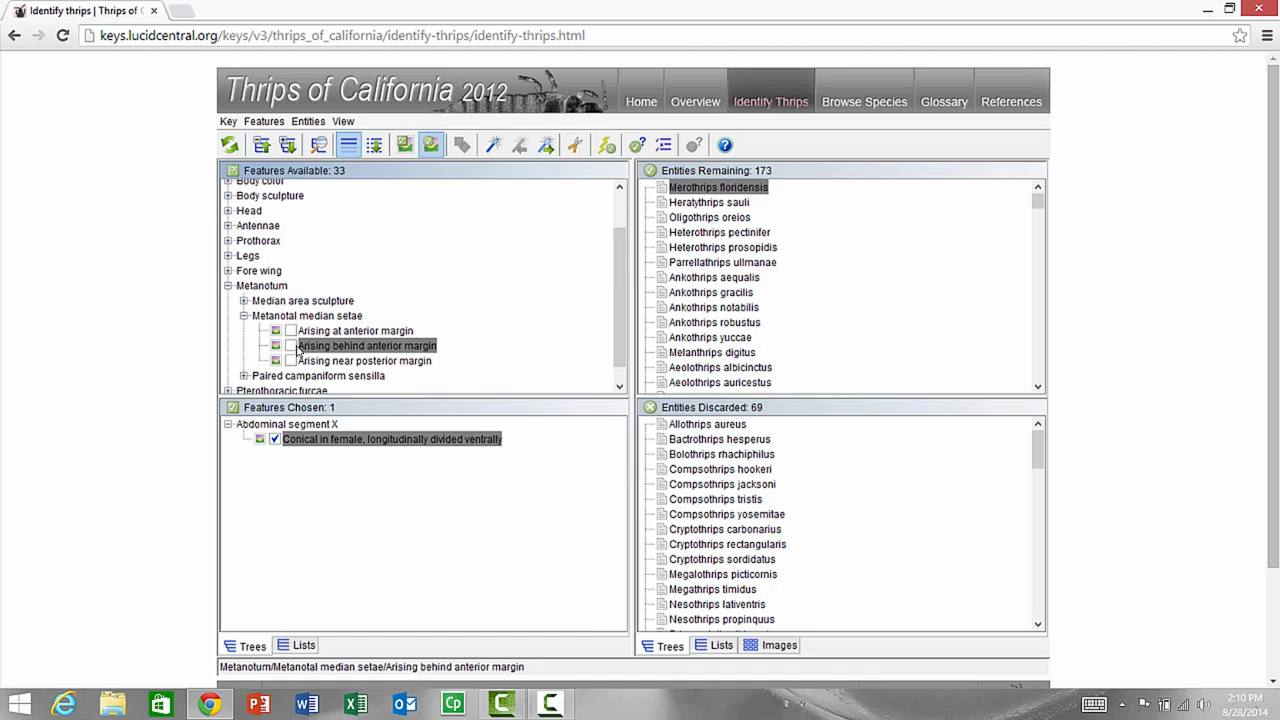 Identify thrips | Thrips of C
keys.lucidcentral.org/keys/v3/thrips_of_california/identify-thrips/identify-thrips.html
Thrips of California 2012
Home
Overview
Identify Thrips
Browse Species
Glossary
References
Key Features Entities View
Features Available: 33
Body color
Body sculpture
Head
Antennae
Prothorax
Legs
Fore wing
Metanotum
Median area sculpture
Metanotal median setae
Arising at anterior margin
Arising behind anterior margin
Arising near posterior margin
Paired campaniform sensilla
Pterothoracic furcae
Entities Remaining: 173
Merothrips floridensis
Heratythrips sauli
Oligothrips oreios
Heterothrips pectinifer
Heterothrips prosopidis
Parrellathrips ullmanae
Ankothrips aequalis
Ankothrips gracilis
Ankothrips notabilis
Ankothrips robustus
Ankothrips yuccae
Melanthrips digitus
Aeolothrips albicinctus
Aeolothrips auricestus
Features Chosen: 1
Abdominal segment X
Conical in female, longitudinally divided ventrally
Entities Discarded: 69
Allothrips aureus
Bactrothrips hesperus
Bolothrips rhachiphilus
Compsothrips hookeri
Compsothrips jacksoni
Compsothrips tristis
Compsothrips yosemitae
Cryptothrips carbonarius
Cryptothrips rectangularis
Cryptothrips sordidatus
Megalothrips picticornis
Megathrips timidus
Nesothrips lativentris
Nesothrips propinquus
Trees Lists
Trees Lists Images
Metanotum/Metanotal median setae/Arising behind anterior margin
2:10 PM
8/28/2014